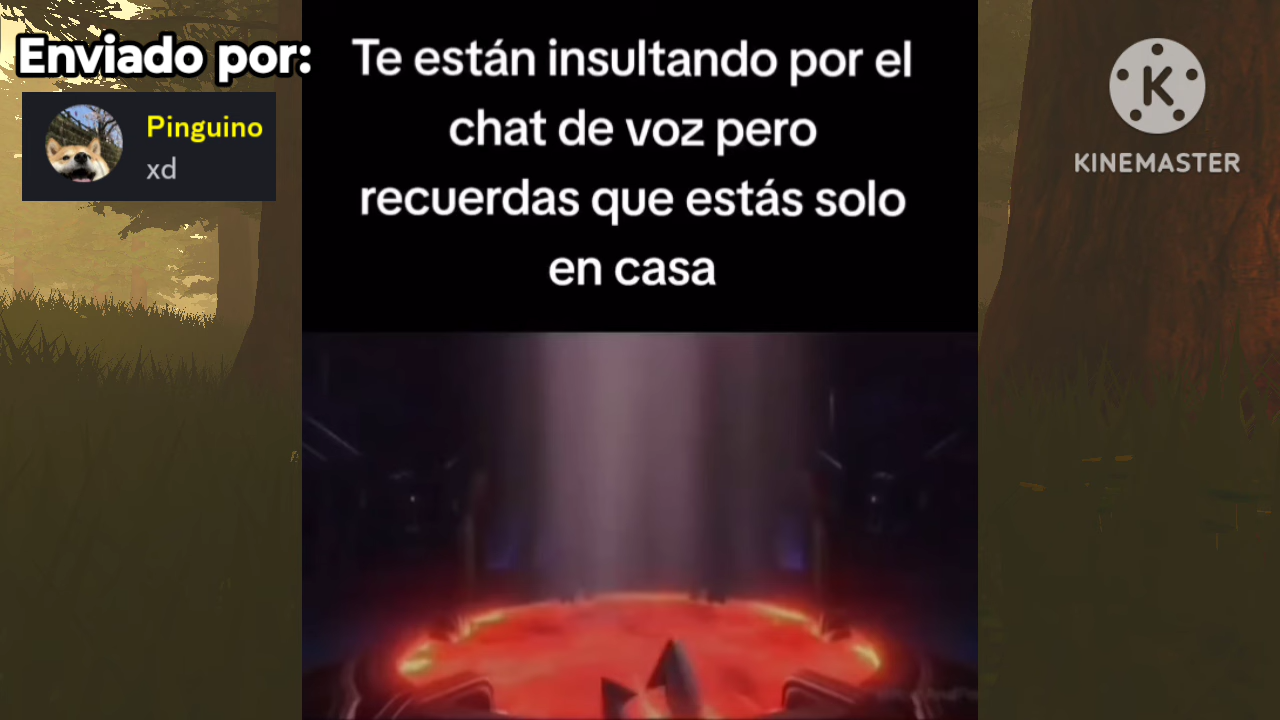 Enviado por:
Pinguino
xd
Te están insultando por el
chat de voz pero
recuerdas que estás solo
en casa
K
KINEMASTER